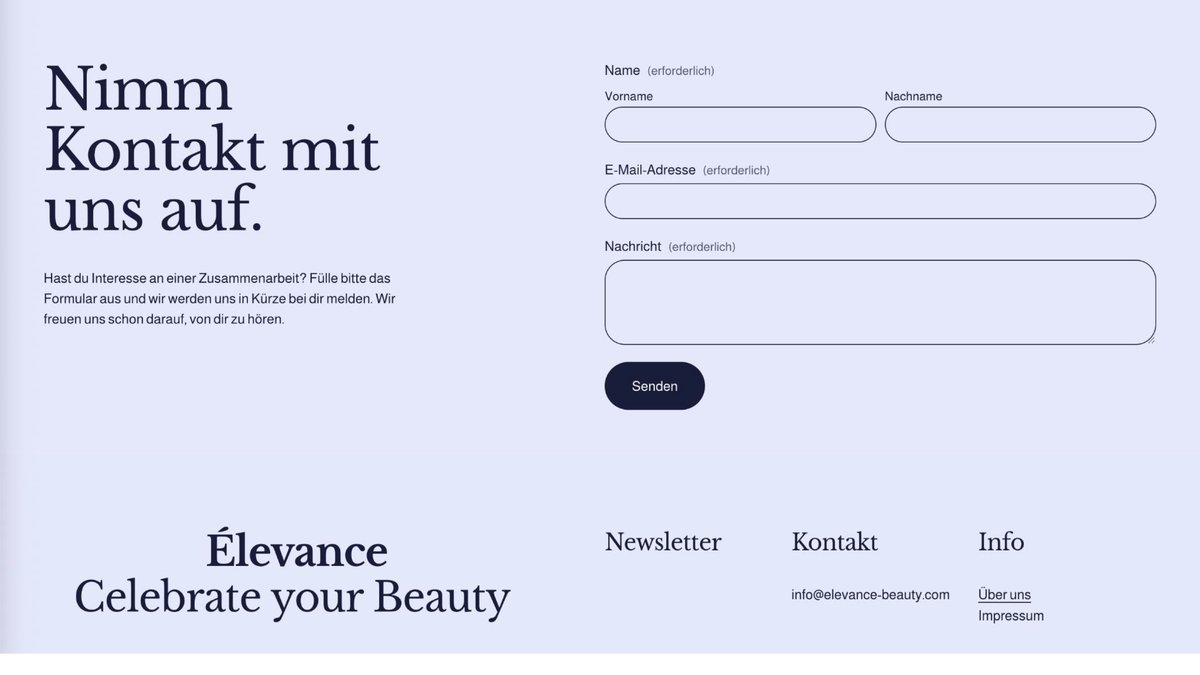 Nimm
Kontakt mit
uns auf.
Hast du Interesse an einer Zusammenarbeit? Fülle bitte das
Formular aus und wir werden uns in Kürze bei dir melden. Wir
freuen uns schon darauf, von dir zu hören.
Name (erforderlich)
Vorname Nachname
E-Mail-Adresse (erforderlich)
Nachricht (erforderlich)
Senden
Élevance
Celebrate your Beauty
Newsletter
Kontakt
info@elevance-beauty.com
Info
Über uns
Impressum